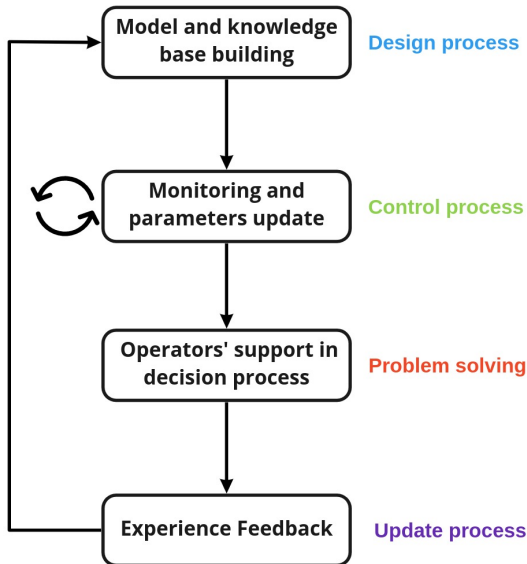 Model and knowledge
base building
Design process
Monitoring and
parameters update
Control process
Operators' support in
decision process
Problem solving
Experience Feedback
Update process